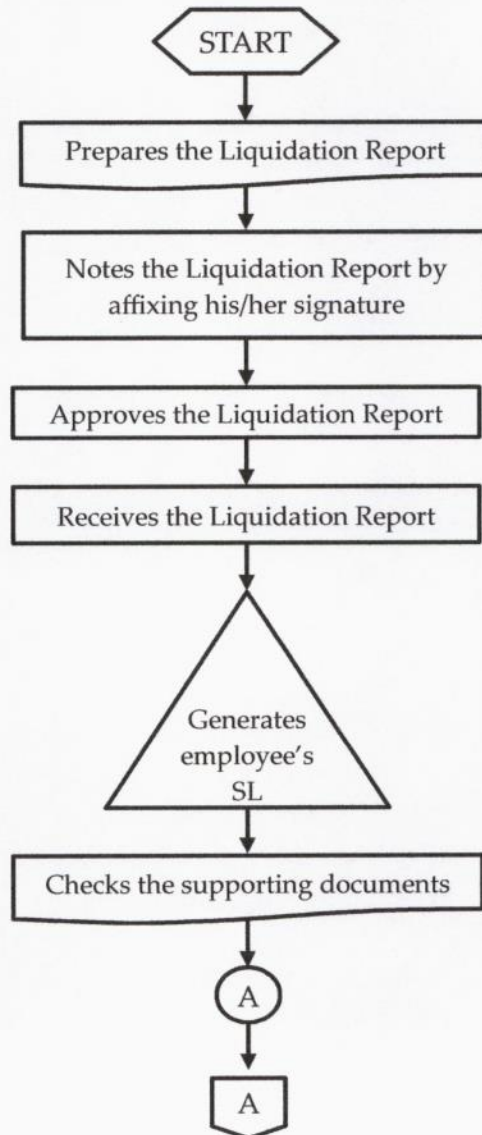 START
Prepares the Liquidation Report
Notes the Liquidation Report by
affixing his/her signature
Approves the Liquidation Report
Receives the Liquidation Report
Generates
employee's
SL
Checks the supporting documents
A
A